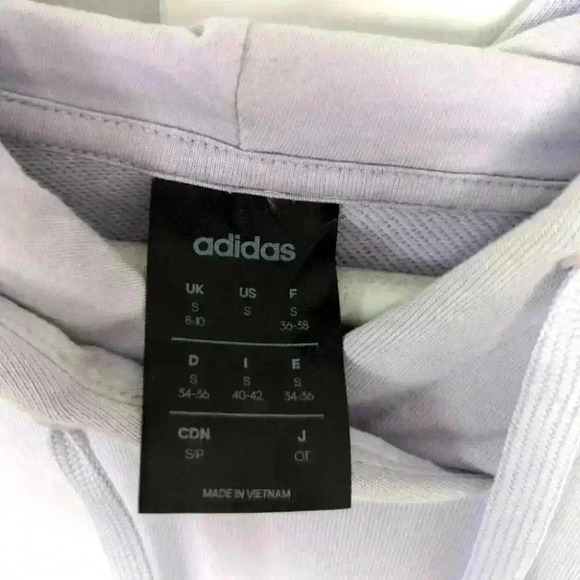 adidas
UK US F
S S S
8-10 36-38
D I E
S S S
34-36 40-42 34-36
CDN J
S/P OT
MADE IN VIETNAM